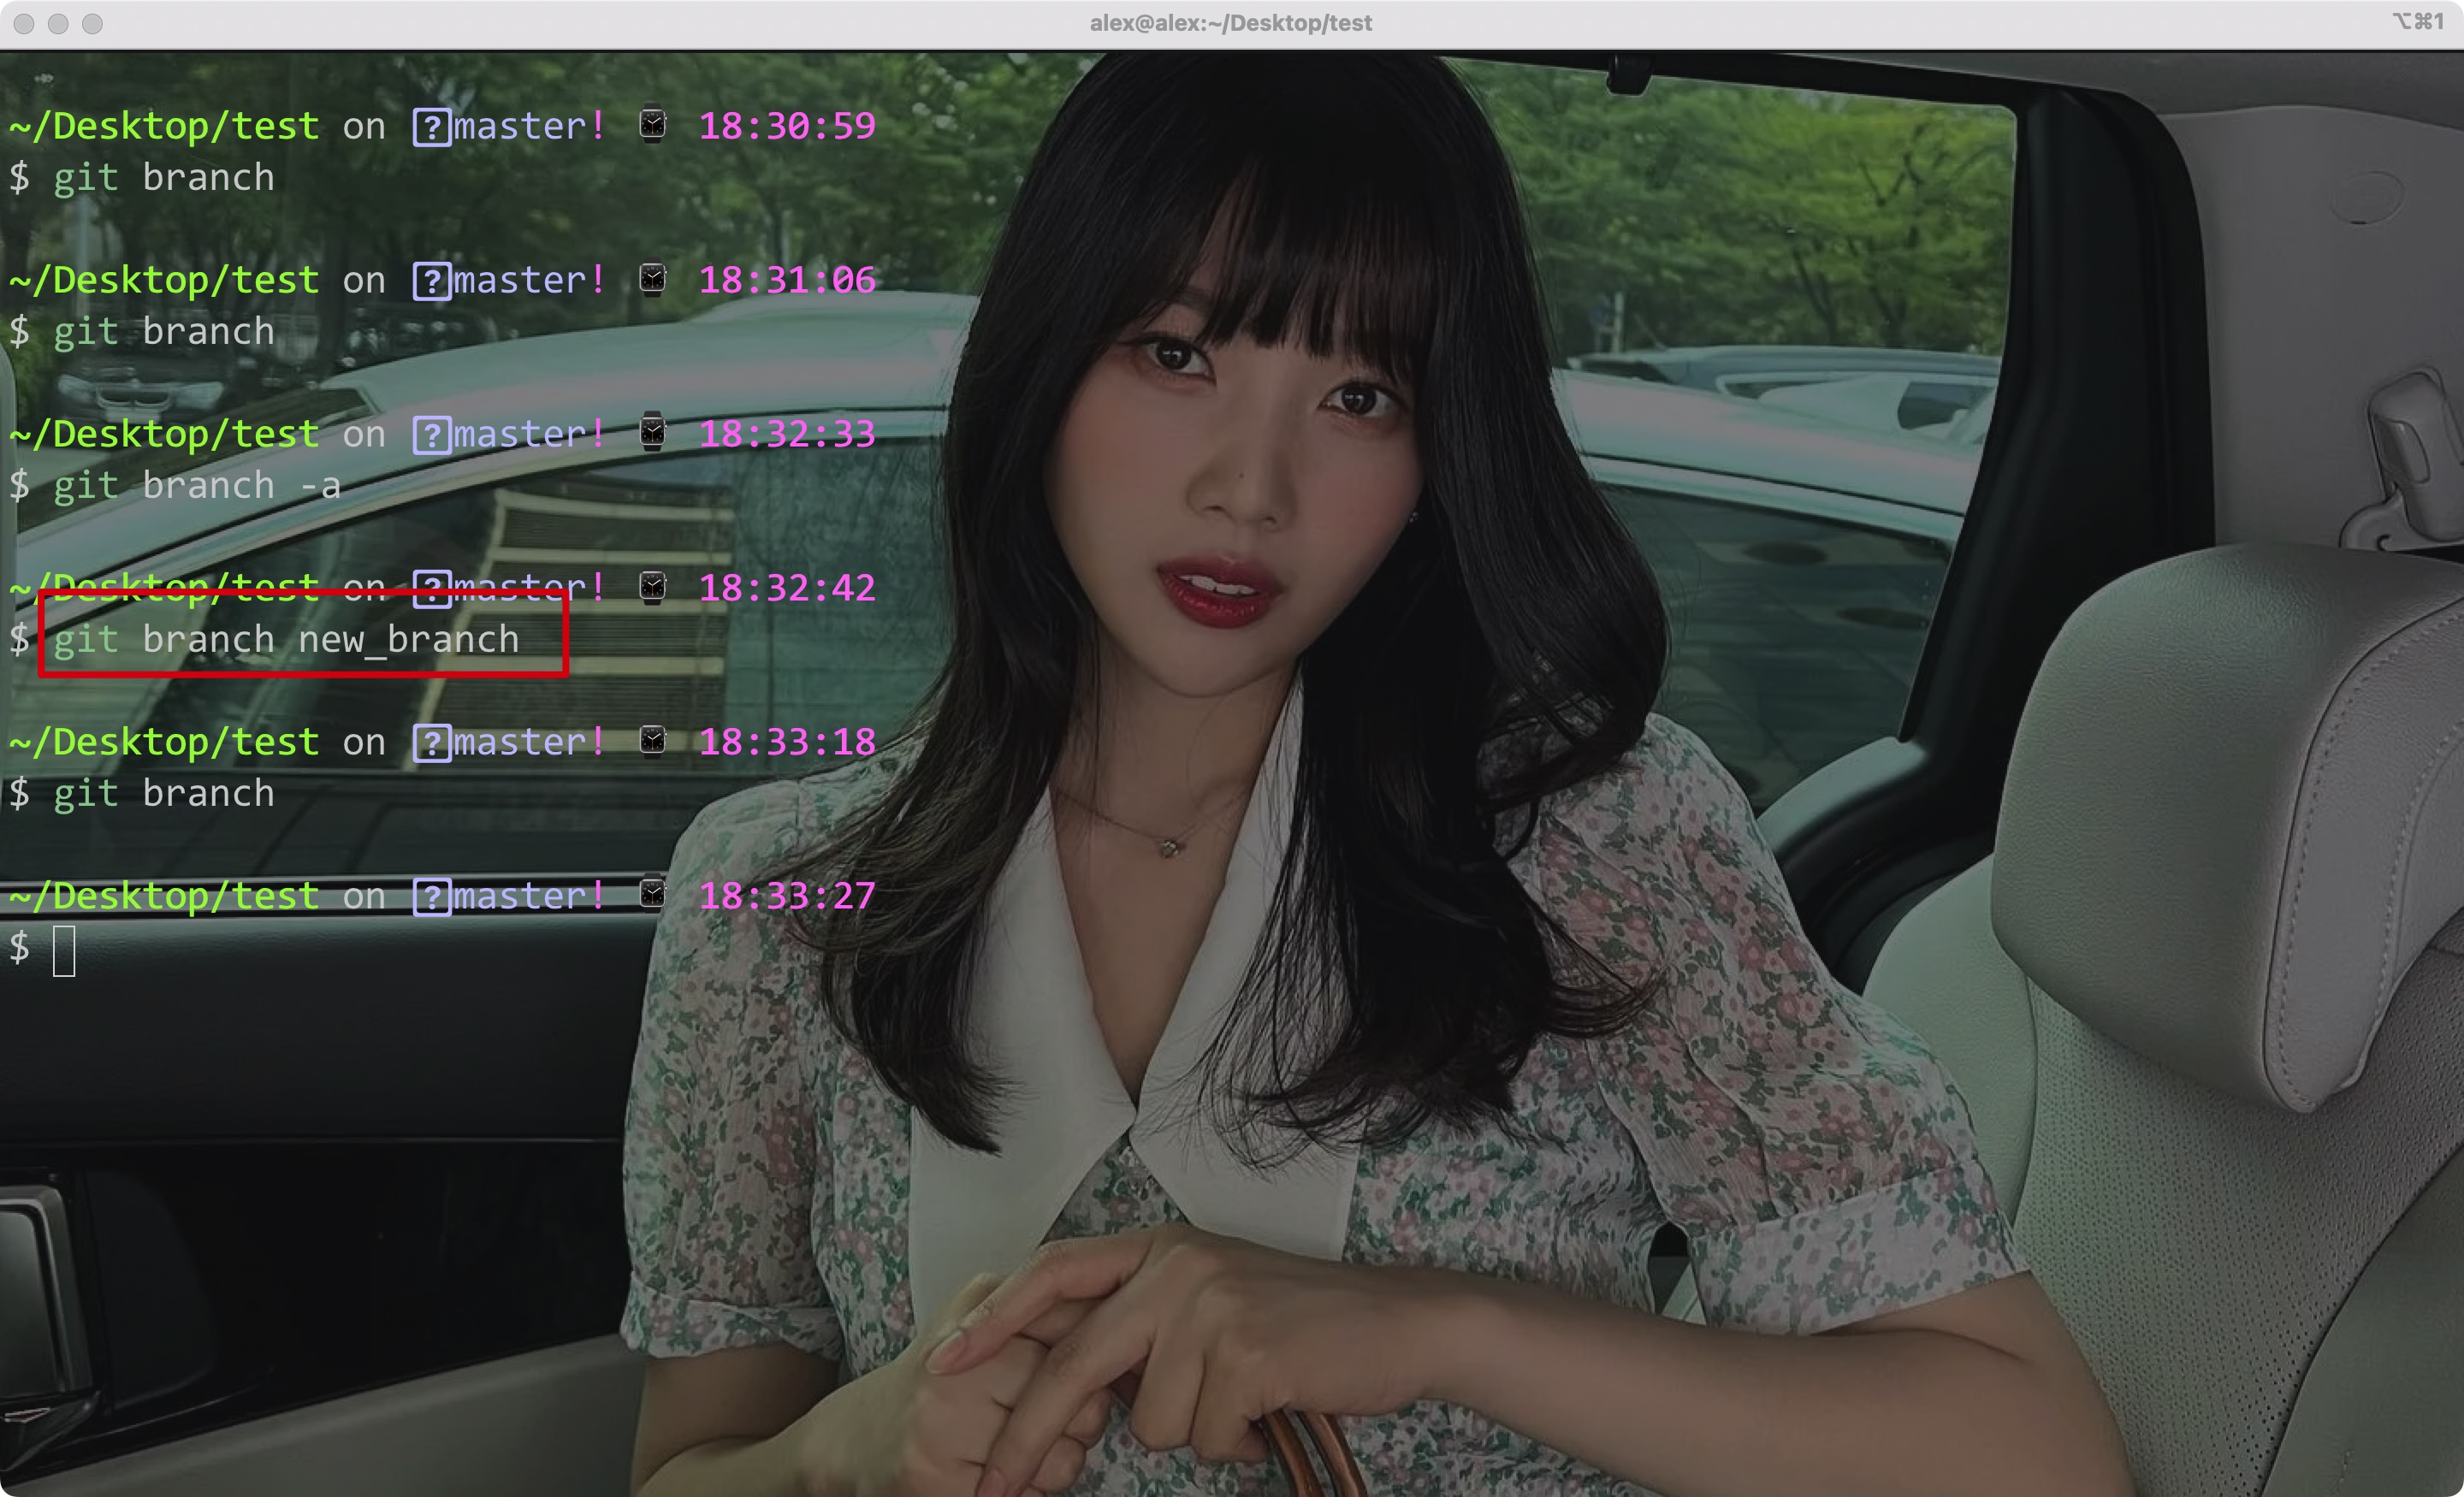 alex@alex:~/Desktop/test
⌥⌘1
~/Desktop/test on ?master! ⌚ 18:30:59
$ git branch
~/Desktop/test on ?master! ⌚ 18:31:06
$ git branch
~/Desktop/test on ?master! ⌚ 18:32:33
$ git branch -a
~/Desktop/test on ?master! ⌚ 18:32:42
$ git branch new_branch
~/Desktop/test on ?master! ⌚ 18:33:18
$ git branch
~/Desktop/test on ?master! ⌚ 18:33:27
$